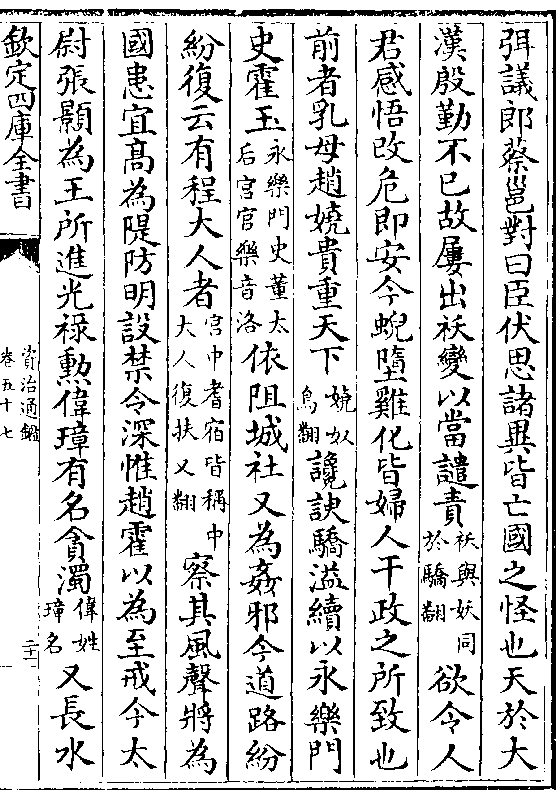 弭議郎蔡邕對曰臣伏思諸異皆亡國之怪也天於大
漢殷勤不已故屢出祅變以當譴責祅與妖同於驕翻欲令人
君感悟改危即安今蜺墮雞化皆婦人干政之所致也
前者乳母趙嬈貴重天下嬈奴鳥翻讒諛驕溢續以永樂門
史霍玉永樂門史董太后宮官樂音洛依阻城社又為姦邪今道路紛
紛復云有程大人者宮中耆宿皆稱中大人復扶又翻察其風聲將為
國患宜高為隄防明設禁令深惟趙霍以為至戒今太
尉張顥為玉所進光祿勲偉璋有名貪濁偉姓璋名又長水
欽定四庫全書
資治通鑑
卷五十七
二十一